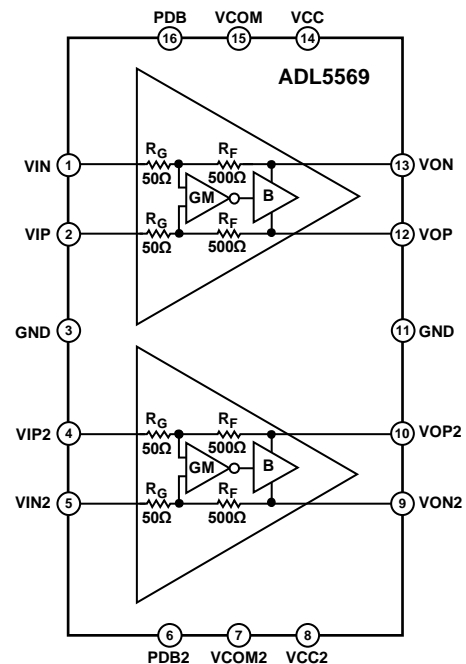 PDB VCOM VCC
16 15 14
ADL5569
RG RF
VIN 1 13 VON
50Ω 500Ω
GM B
RG RF
VIP 2 12 VOP
50Ω 500Ω
GND 3 11 GND
RG RF
VIP2 4 10 VOP2
50Ω 500Ω
GM B
RG RF
VIN2 5 9 VON2
50Ω 500Ω
6 7 8
PDB2 VCOM2 VCC2